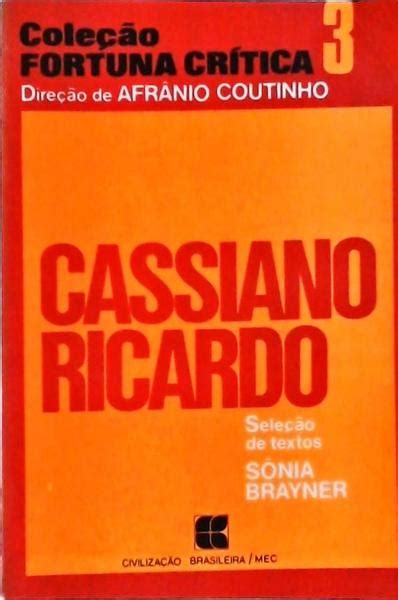 Coleção
FORTUNA CRÍTICA 3
Direção de AFRÂNIO COUTINHO
CASSIANO
RICARDO
Seleção
de textos
SÔNIA
BRAYNER
CIVILIZAÇÃO BRASILEIRA / MEC